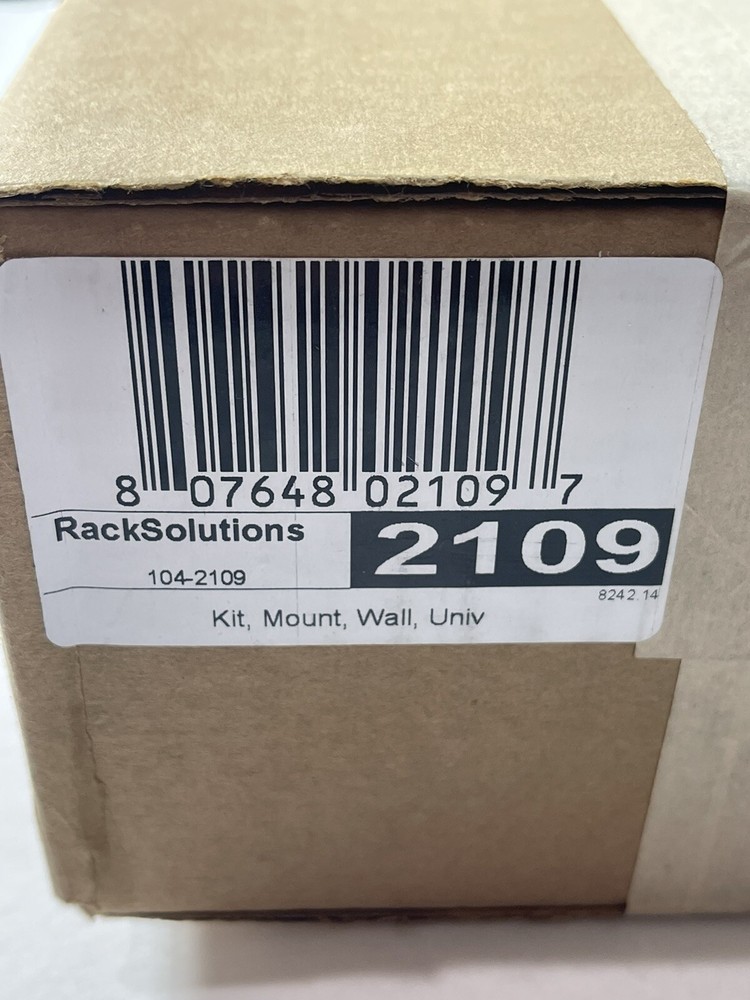 8 07648 02109 7
RackSolutions
2109
104-2109
8242.14
Kit, Mount, Wall, Univ